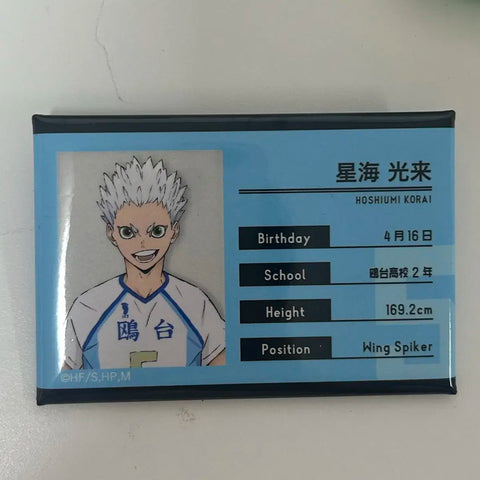 星海 光来
HOSHIUMI KORAI
Birthday 4月16日
School 鴎台高校 2年
Height 169.2cm
Position Wing Spiker
鴎台
5
©HF/S,HP,M